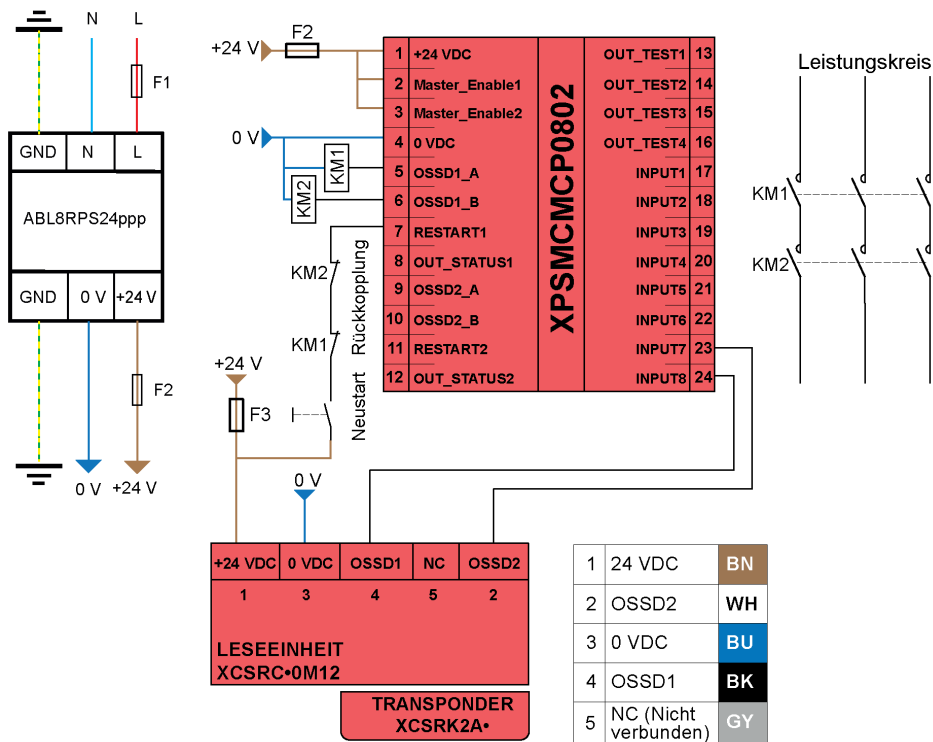 N L
F1
GND N L
ABL8RPS24ppp
GND 0 V +24 V
F2
0 V +24 V
+24 V F2
0 V
KM1
KM2
1 +24 VDC
2 Master_Enable1
3 Master_Enable2
4 0 VDC
5 OSSD1_A
6 OSSD1_B
7 RESTART1
8 OUT_STATUS1
9 OSSD2_A
10 OSSD2_B
11 RESTART2
12 OUT_STATUS2
XPSMCMCP0802
OUT_TEST1 13
OUT_TEST2 14
OUT_TEST3 15
OUT_TEST4 16
INPUT1 17
INPUT2 18
INPUT3 19
INPUT4 20
INPUT5 21
INPUT6 22
INPUT7 23
INPUT8 24
Leistungskreis
KM1
KM2
KM2
KM1
Rückkopplung
Neustart
+24 V
F3
0 V
+24 VDC 0 VDC OSSD1 NC OSSD2
1 3 4 5 2
LESEEINHEIT
XCSRC•0M12
TRANSPONDER
XCSRK2A•
1 24 VDC BN
2 OSSD2 WH
3 0 VDC BU
4 OSSD1 BK
5 NC (Nicht
verbunden) GY